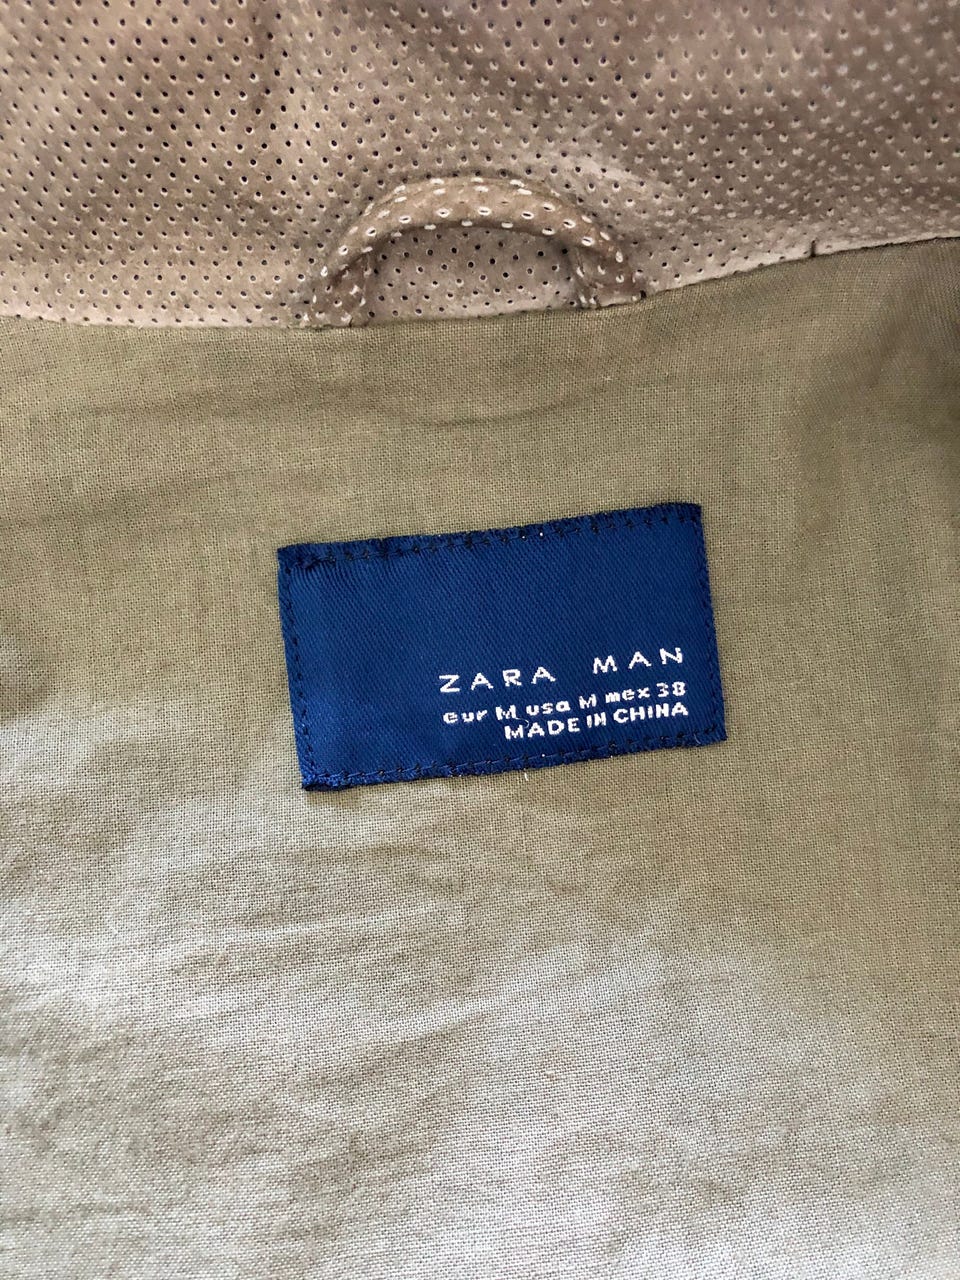 ZARA MAN
eur M usa M mex 38
MADE IN CHINA